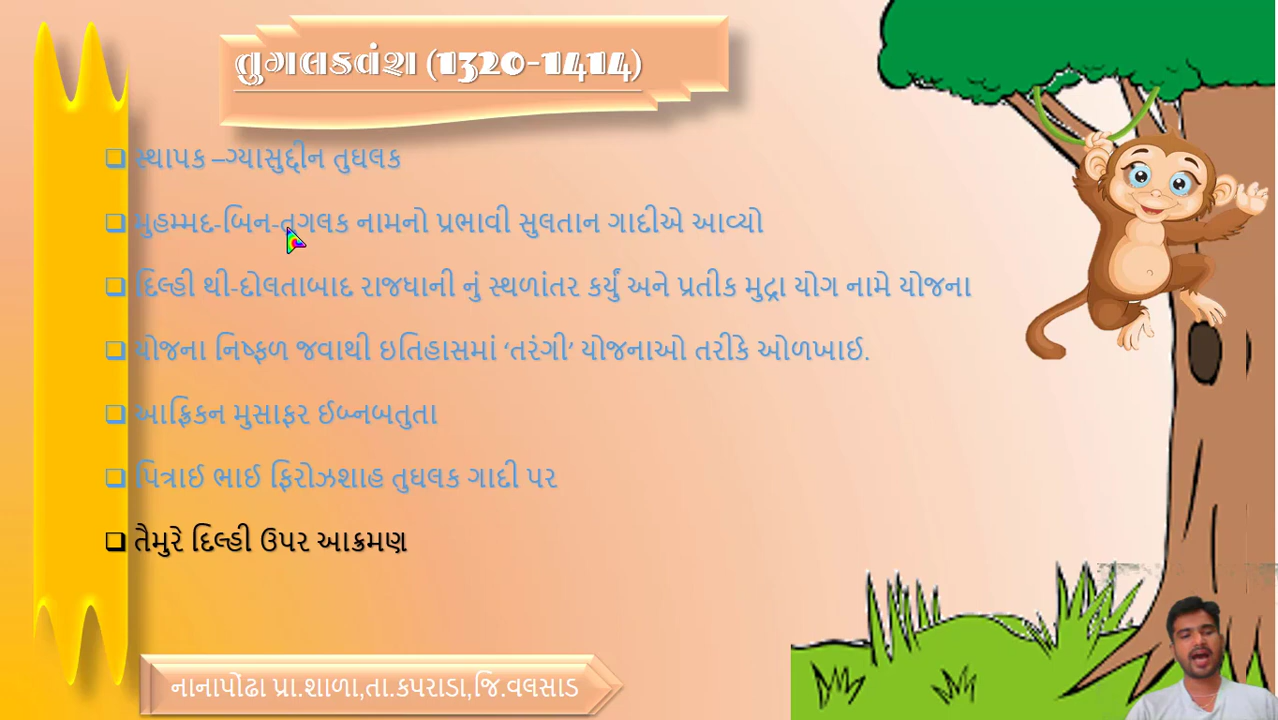 તુગલકવંશ (1320-1414)
❑ સ્થાપક –ગ્યાસુદ્દીન તુઘલક
❑ મુહમ્મદ-બિન-તુગલક નામનો પ્રભાવી સુલતાન ગાદીએ આવ્યો
❑ દિલ્હી થી-દોલતાબાદ રાજધાની નું સ્થળાંતર કર્યું અને પ્રતીક મુદ્રા યોગ નામે યોજના
❑ યોજના નિષ્ફળ જવાથી ઇતિહાસમાં ‘તરંગી’ યોજનાઓ તરીકે ઓળખાઈ.
❑ આફ્રિકન મુસાફર ઈબ્નબતુતા
❑ પિત્રાઈ ભાઈ ફિરોઝશાહ તુઘલક ગાદી પર
❑ તૈમુરે દિલ્હી ઉપર આક્રમણ
નાનાપોંઢા પ્રા.શાળા,તા.કપરાડા,જિ.વલસાડ